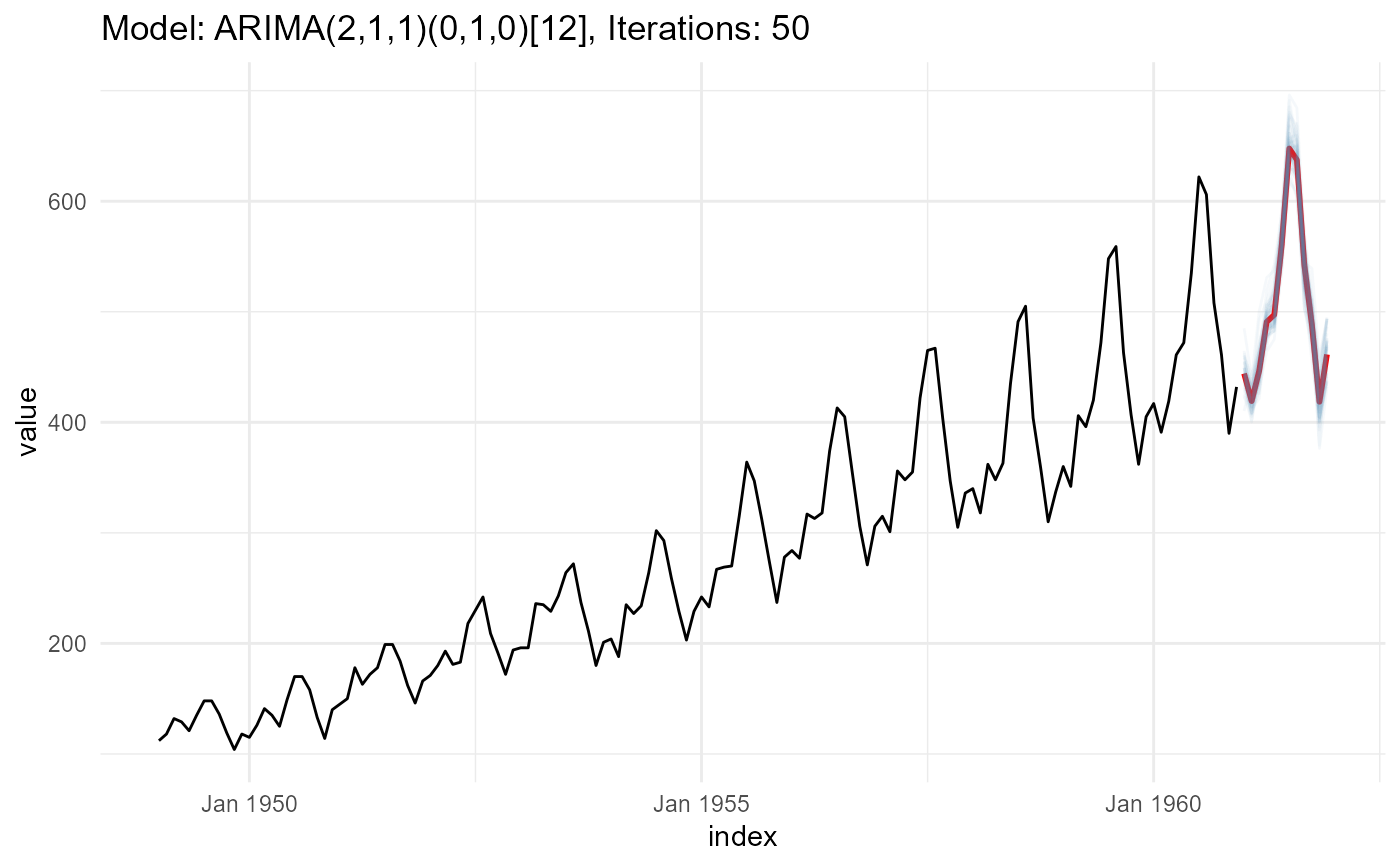 Model: ARIMA(2,1,1)(0,1,0)[12], Iterations: 50
600
400
200
value
Jan 1950
Jan 1955
Jan 1960
index